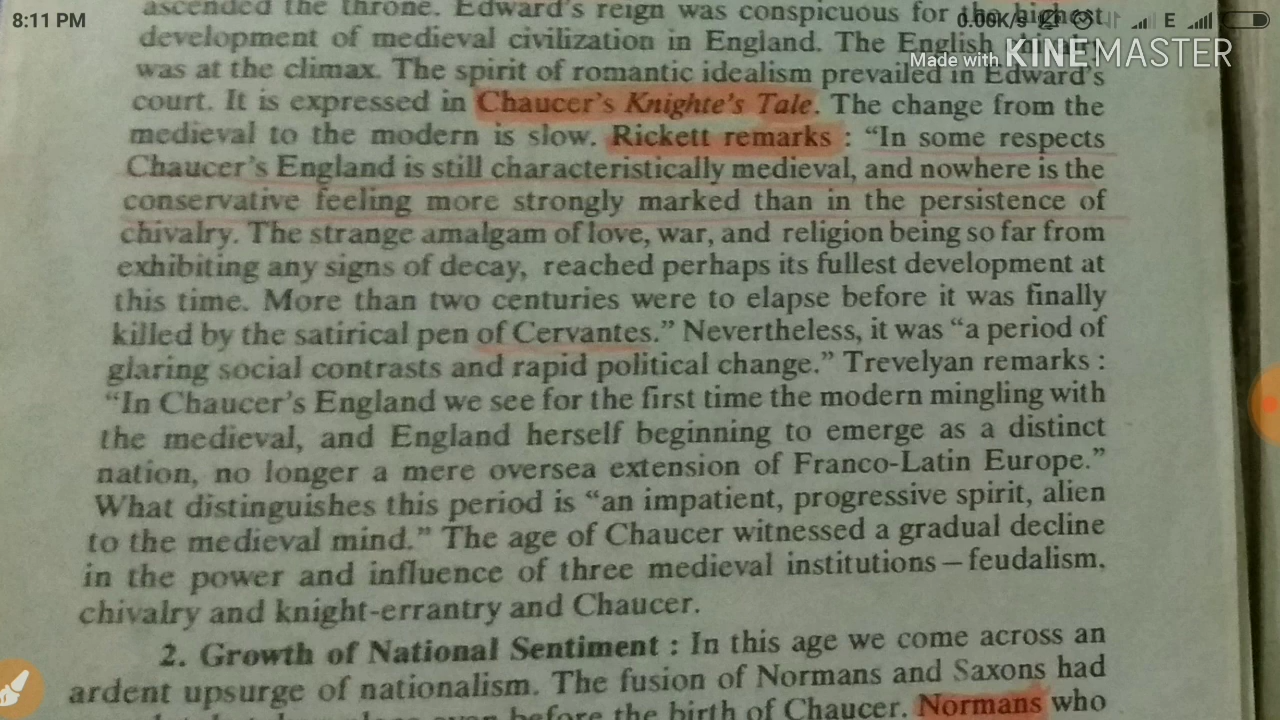 8:11 PM 0.00K/s E
Made with KINEMASTER
ascended the throne. Edward's reign was conspicuous for the highest
development of medieval civilization in England. The English
was at the climax. The spirit of romantic idealism prevailed in Edward's
court. It is expressed in Chaucer's Knighte's Tale. The change from the
medieval to the modern is slow. Rickett remarks : “In some respects
Chaucer's England is still characteristically medieval, and nowhere is the
conservative feeling more strongly marked than in the persistence of
chivalry. The strange amalgam of love, war, and religion being so far from
exhibiting any signs of decay, reached perhaps its fullest development at
this time. More than two centuries were to elapse before it was finally
killed by the satirical pen of Cervantes.” Nevertheless, it was “a period of
glaring social contrasts and rapid political change.” Trevelyan remarks :
“In Chaucer's England we see for the first time the modern mingling with
the medieval, and England herself beginning to emerge as a distinct
nation, no longer a mere oversea extension of Franco-Latin Europe.”
What distinguishes this period is “an impatient, progressive spirit, alien
to the medieval mind.” The age of Chaucer witnessed a gradual decline
in the power and influence of three medieval institutions – feudalism,
chivalry and knight-errantry and Chaucer.
2. Growth of National Sentiment : In this age we come across an
ardent upsurge of nationalism. The fusion of Normans and Saxons had
even before the birth of Chaucer. Normans who